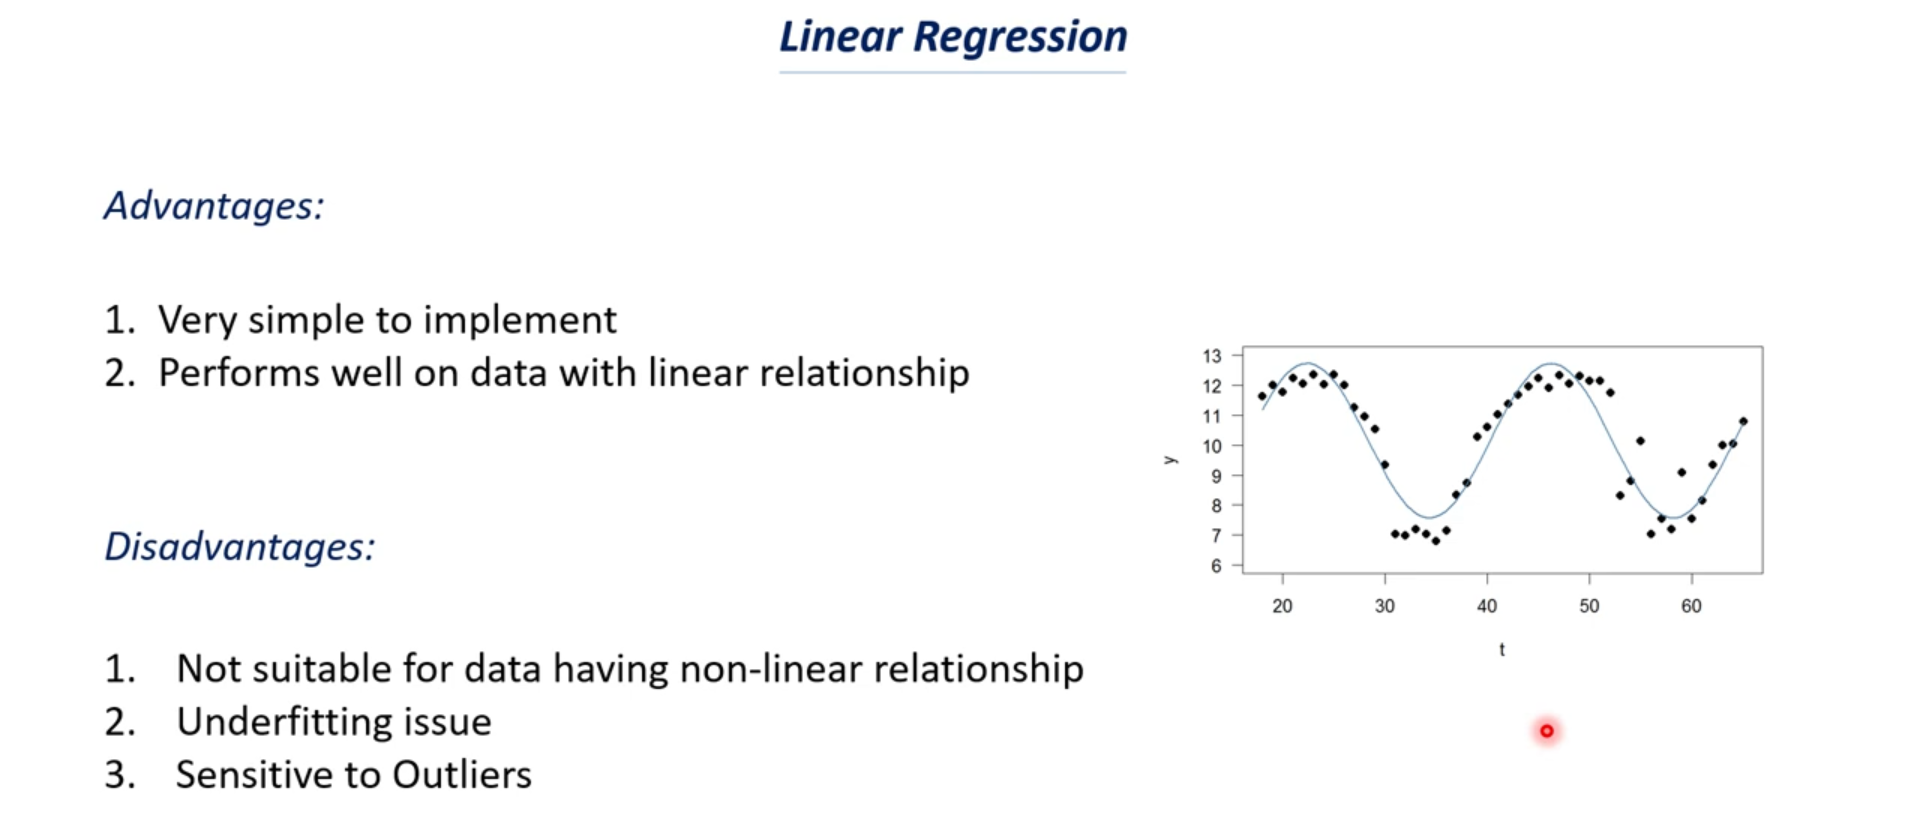 Linear Regression
Advantages:
1. Very simple to implement
2. Performs well on data with linear relationship
Disadvantages:
1. Not suitable for data having non-linear relationship
2. Underfitting issue
3. Sensitive to Outliers
13
12
11
10
9
8
7
6
y
20 30 40 50 60
t